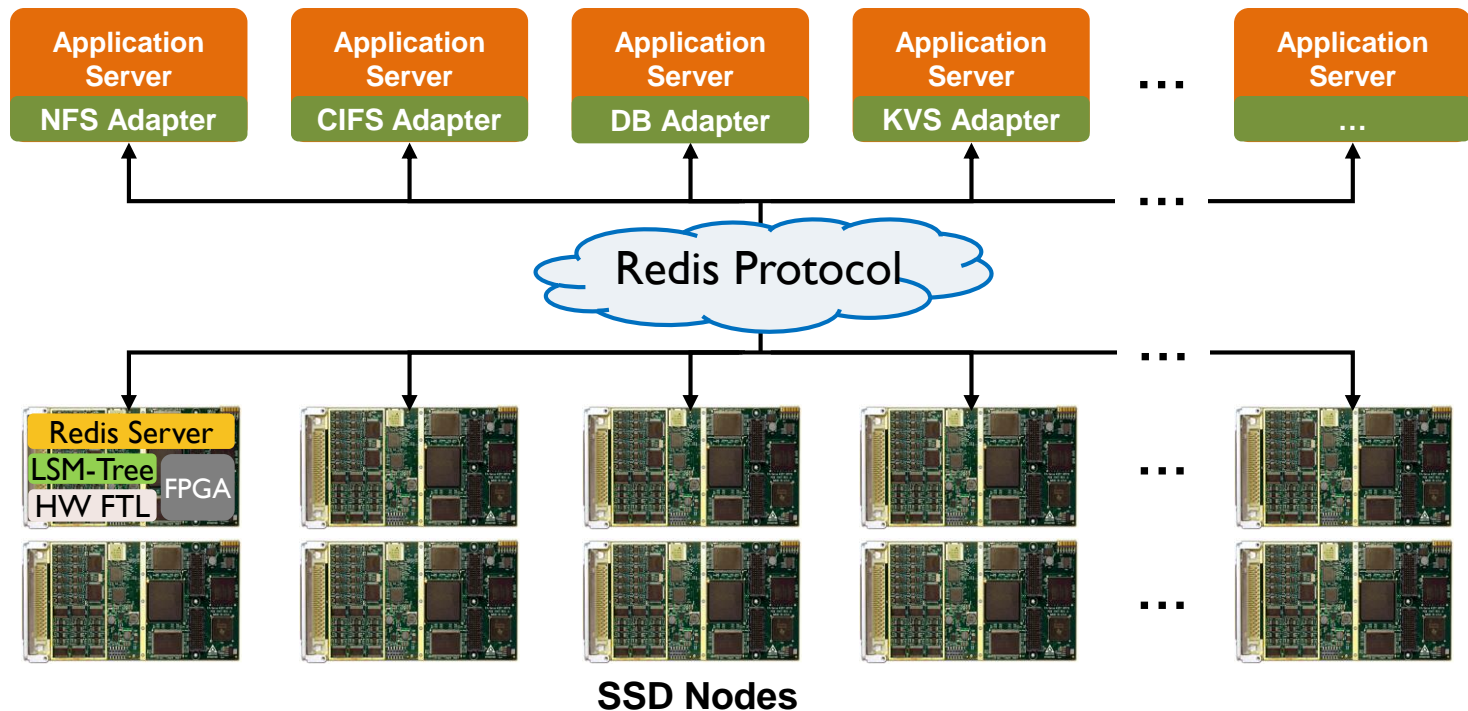 Application
Server
NFS Adapter
Application
Server
CIFS Adapter
Application
Server
DB Adapter
Application
Server
KVS Adapter
...
Application
Server
...
...
Redis Protocol
...
Redis Server
LSM-Tree
HW FTL
FPGA
...
...
SSD Nodes